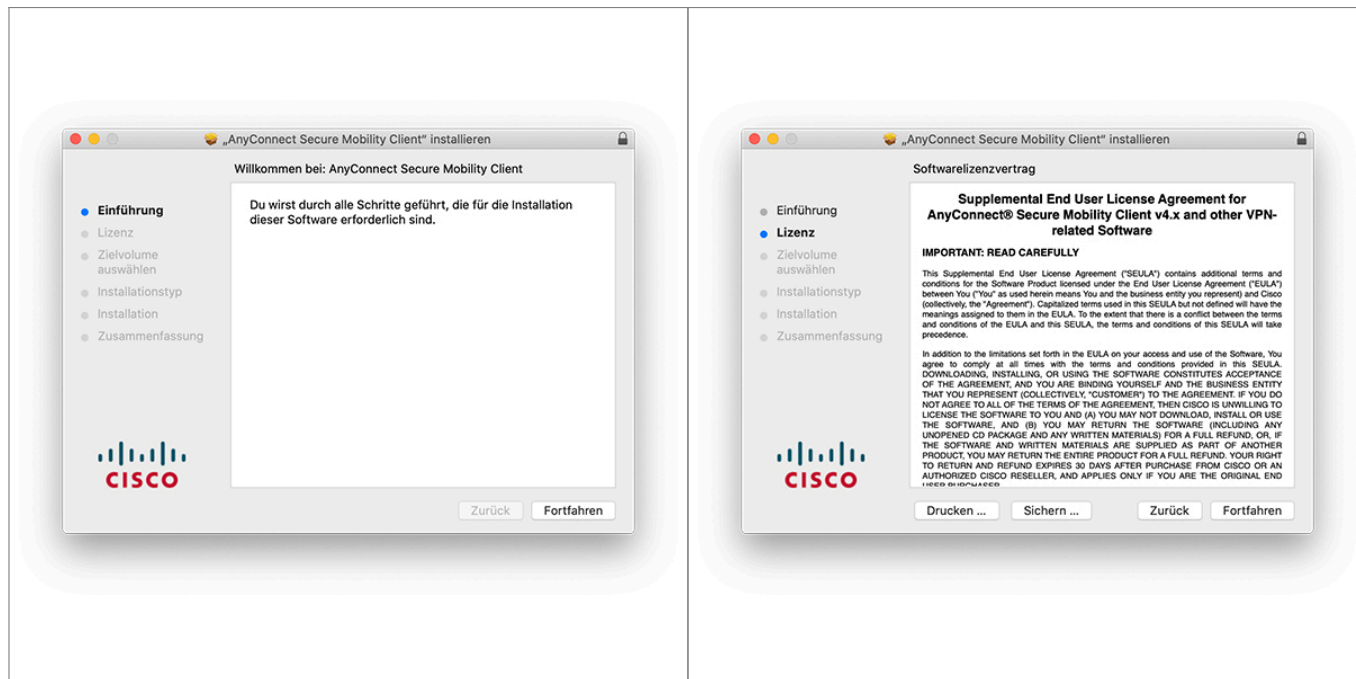 „AnyConnect Secure Mobility Client“ installieren
Willkommen bei: AnyConnect Secure Mobility Client
Einführung
Lizenz
Zielvolume
auswählen
Installationstyp
Installation
Zusammenfassung
Du wirst durch alle Schritte geführt, die für die Installation
dieser Software erforderlich sind.
CISCO
Zurück
Fortfahren
„AnyConnect Secure Mobility Client“ installieren
Softwarelizenzvertrag
Einführung
Lizenz
Zielvolume
auswählen
Installationstyp
Installation
Zusammenfassung
Supplemental End User License Agreement for
AnyConnect® Secure Mobility Client v4.x and other VPN-
related Software
IMPORTANT: READ CAREFULLY
This Supplemental End User License Agreement ("SEULA") contains additional terms and
conditions for the Software Product licensed under the End User License Agreement ("EULA")
between You ("You" as used herein means You and the business entity you represent) and Cisco
(collectively, the "Agreement"). Capitalized terms used in this SEULA but not defined will have the
meanings assigned to them in the EULA. To the extent that there is a conflict between the terms
and conditions of the EULA and this SEULA, the terms and conditions of this SEULA will take
precedence.
In addition to the limitations set forth in the EULA on your access and use of the Software, You
agree to comply at all times with the terms and conditions provided in this SEULA.
DOWNLOADING, INSTALLING, OR USING THE SOFTWARE CONSTITUTES ACCEPTANCE
OF THE AGREEMENT, AND YOU ARE BINDING YOURSELF AND THE BUSINESS ENTITY
THAT YOU REPRESENT (COLLECTIVELY, "CUSTOMER") TO THE AGREEMENT. IF YOU DO
NOT AGREE TO ALL OF THE TERMS OF THE AGREEMENT, THEN CISCO IS UNWILLING TO
LICENSE THE SOFTWARE TO YOU AND (A) YOU MAY NOT DOWNLOAD, INSTALL OR USE
THE SOFTWARE, AND (B) YOU MAY RETURN THE SOFTWARE (INCLUDING ANY
UNOPENED CD PACKAGE AND ANY WRITTEN MATERIALS) FOR A FULL REFUND, OR, IF
THE SOFTWARE AND WRITTEN MATERIALS ARE SUPPLIED AS PART OF ANOTHER
PRODUCT, YOU MAY RETURN THE ENTIRE PRODUCT FOR A FULL REFUND. YOUR RIGHT
TO RETURN AND REFUND EXPIRES 30 DAYS AFTER PURCHASE FROM CISCO OR AN
AUTHORIZED CISCO RESELLER, AND APPLIES ONLY IF YOU ARE THE ORIGINAL END
USER PURCHASER
CISCO
Drucken ...
Sichern ...
Zurück
Fortfahren